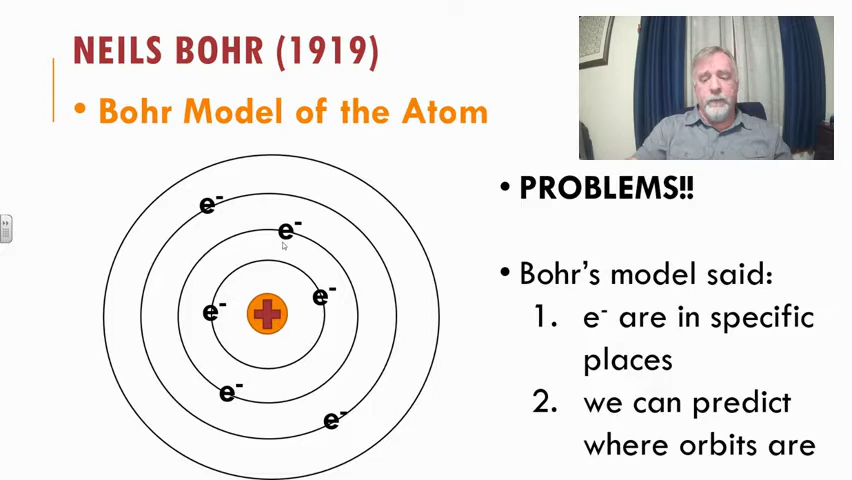 NEILS BOHR (1919)
• Bohr Model of the Atom
e-
e-
e-
e-
e-
e-
• PROBLEMS!!
• Bohr’s model said:
1. e- are in specific
places
2. we can predict
where orbits are